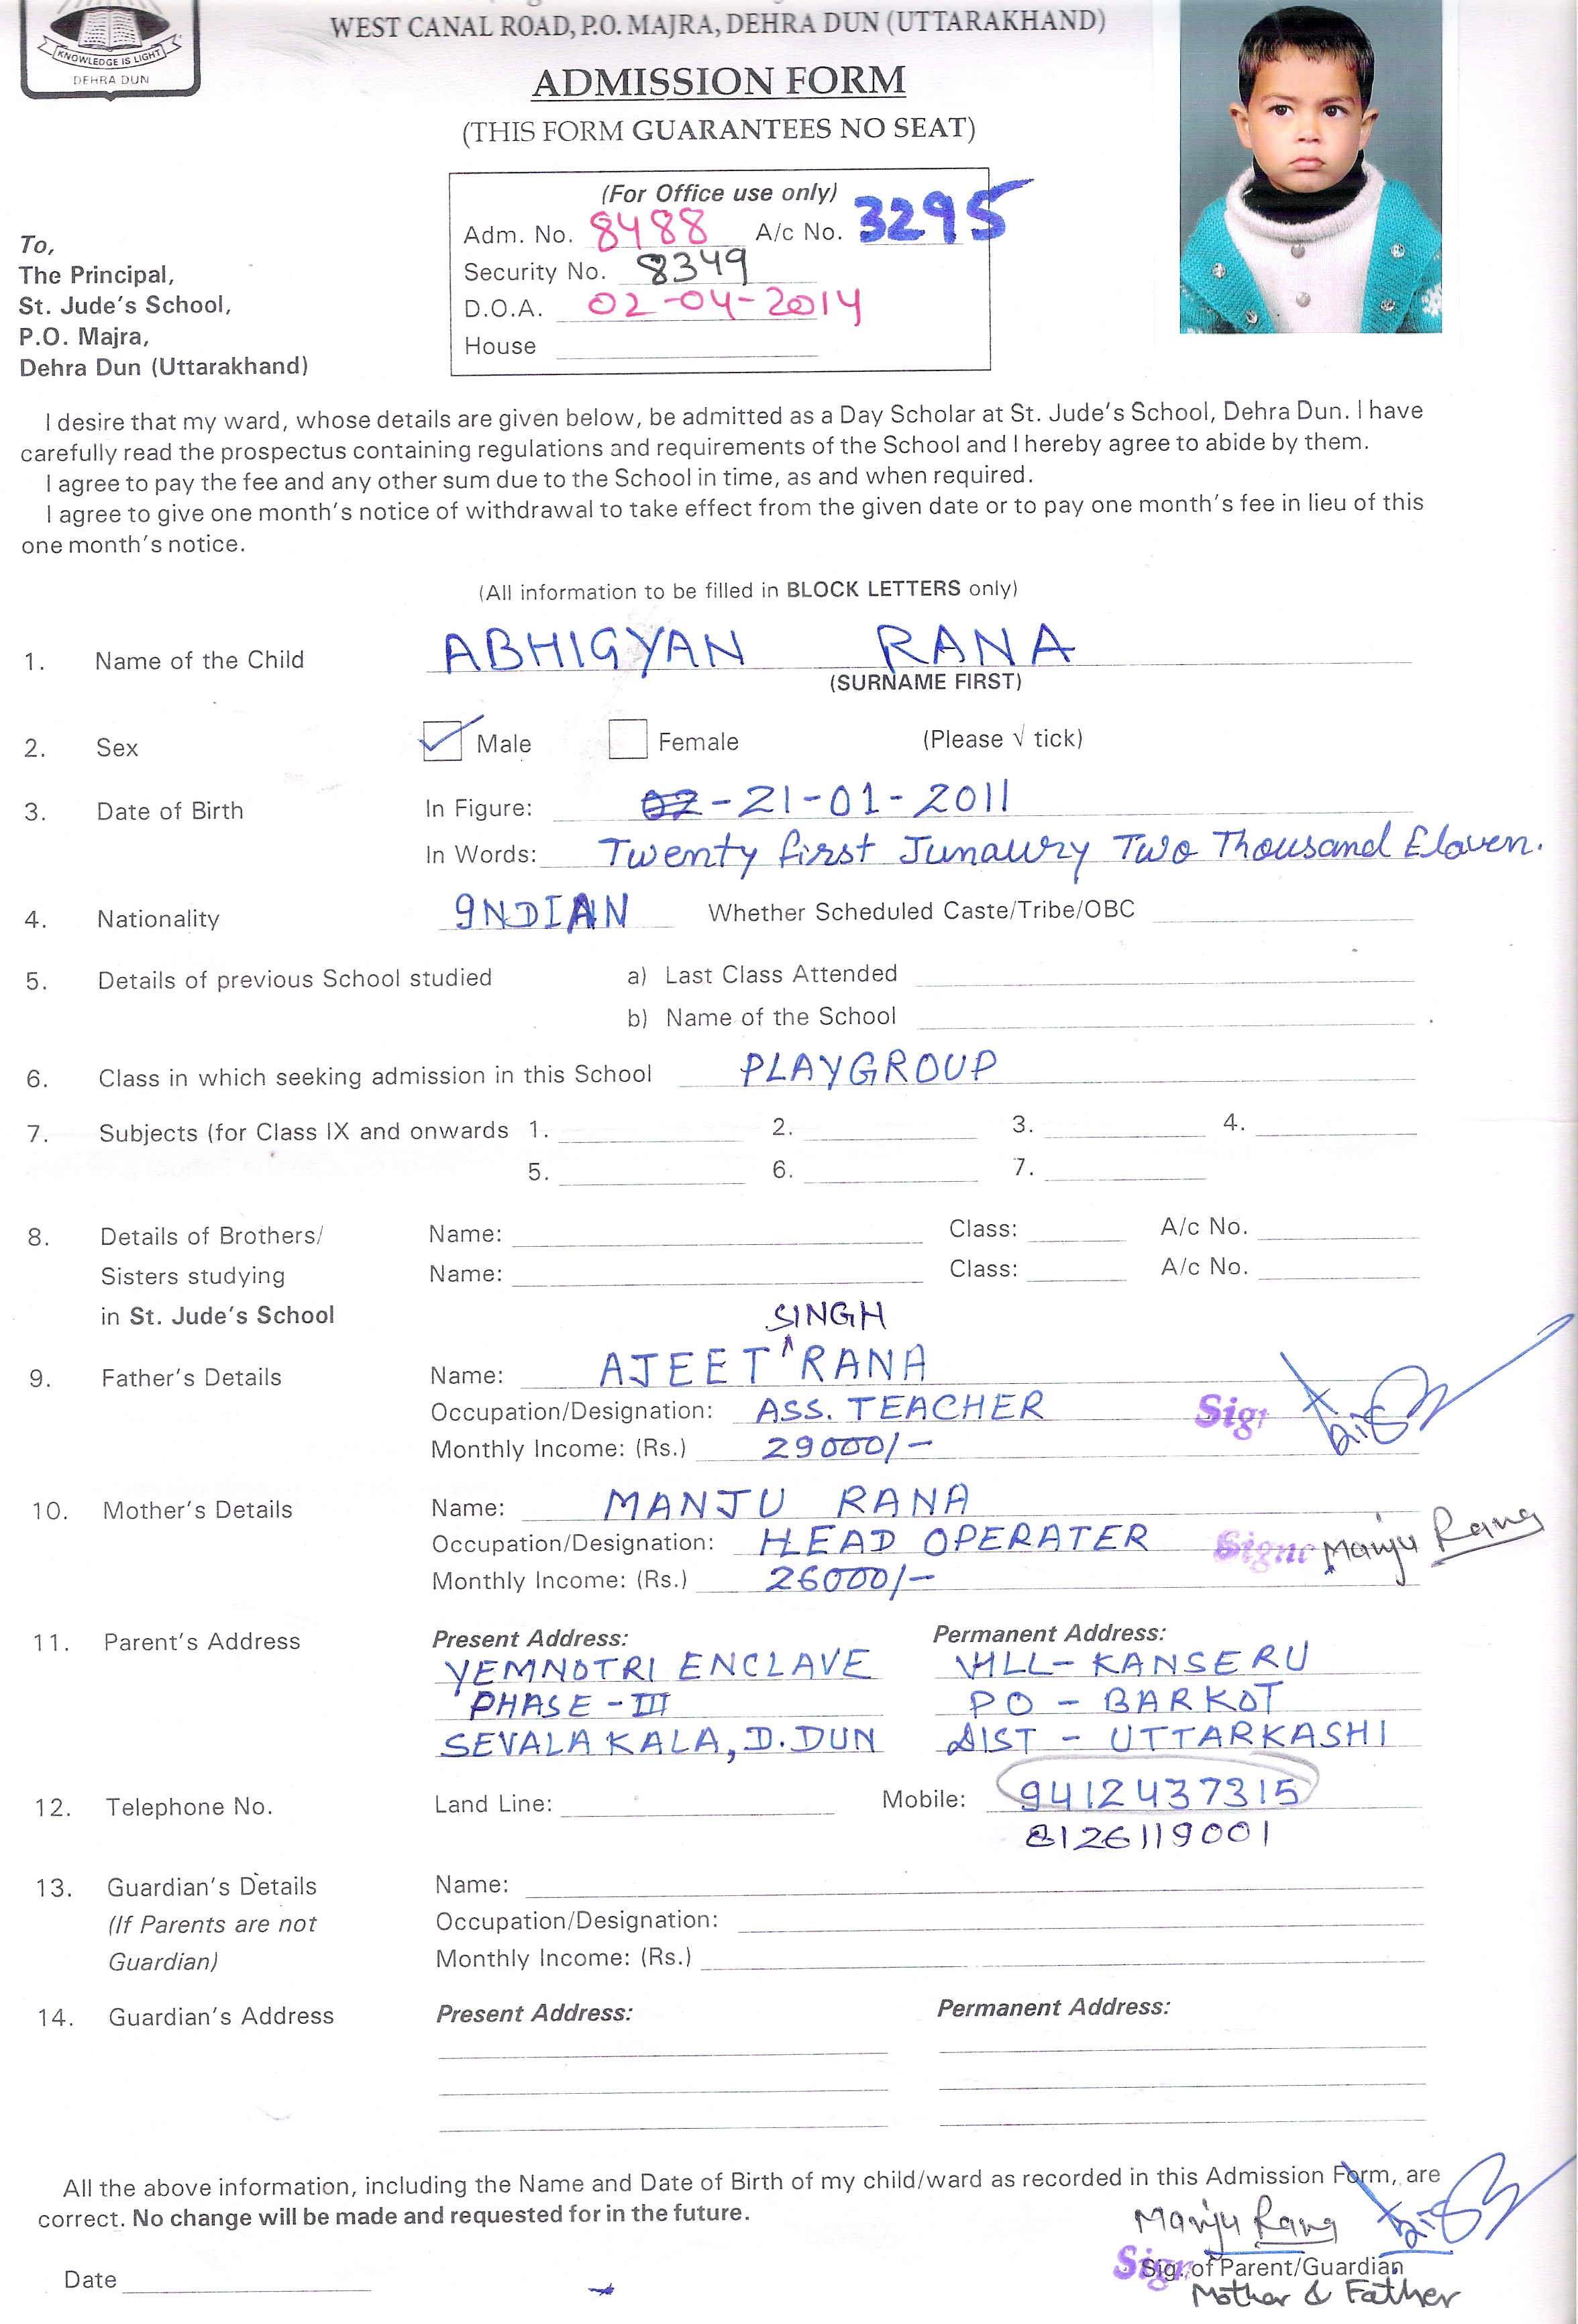 WEST CANAL ROAD, P.O. MAJRA, DEHRA DUN (UTTARAKHAND)
KNOWLEDGE IS LIGHT
DEHRA DUN
ADMISSION FORM
(THIS FORM GUARANTEES NO SEAT)
(For Office use only)
Adm. No. 8488 A/c No. 3295
Security No. 8349
D.O.A. 02-04-2014
House
To,
The Principal,
St. Jude's School,
P.O. Majra,
Dehra Dun (Uttarakhand)
I desire that my ward, whose details are given below, be admitted as a Day Scholar at St. Jude's School, Dehra Dun. I have
carefully read the prospectus containing regulations and requirements of the School and I hereby agree to abide by them.
I agree to pay the fee and any other sum due to the School in time, as and when required.
I agree to give one month's notice of withdrawal to take effect from the given date or to pay one month's fee in lieu of this
one month's notice.
(All information to be filled in BLOCK LETTERS only)
1. Name of the Child ABHIGYAN RANA
(SURNAME FIRST)
2. Sex Male Female (Please √ tick)
3. Date of Birth In Figure: 02-21-01-2011
In Words: Twenty first Junaury Two Thousand Elaven.
4. Nationality INDIAN Whether Scheduled Caste/Tribe/OBC
5. Details of previous School studied a) Last Class Attended
b) Name of the School
6. Class in which seeking admission in this School PLAYGROUP
7. Subjects (for Class IX and onwards 1. 2. 3. 4.
5. 6. 7.
8. Details of Brothers/ Name: Class: A/c No.
Sisters studying Name: Class: A/c No.
in St. Jude's School
SINGH
9. Father's Details Name: AJEET RANA
Occupation/Designation: ASS. TEACHER Sig
Monthly Income: (Rs.) 29000/-
10. Mother's Details Name: MANJU RANA
Occupation/Designation: HEAD OPERATER Sign Manju Rana
Monthly Income: (Rs.) 26000/-
11. Parent's Address Present Address: Permanent Address:
YEMNOTRI ENCLAVE VILL- KANSERU
PHASE-III PO - BARKOT
SEVALA KALA, D.DUN DIST - UTTARKASHI
12. Telephone No. Land Line: Mobile: 9412437315
8126119001
13. Guardian's Details Name:
(If Parents are not Occupation/Designation:
Guardian) Monthly Income: (Rs.)
14. Guardian's Address Present Address: Permanent Address:
All the above information, including the Name and Date of Birth of my child/ward as recorded in this Admission Form, are
correct. No change will be made and requested for in the future.
Manju Rana
Date Sig. of Parent/Guardian
Mother & Father